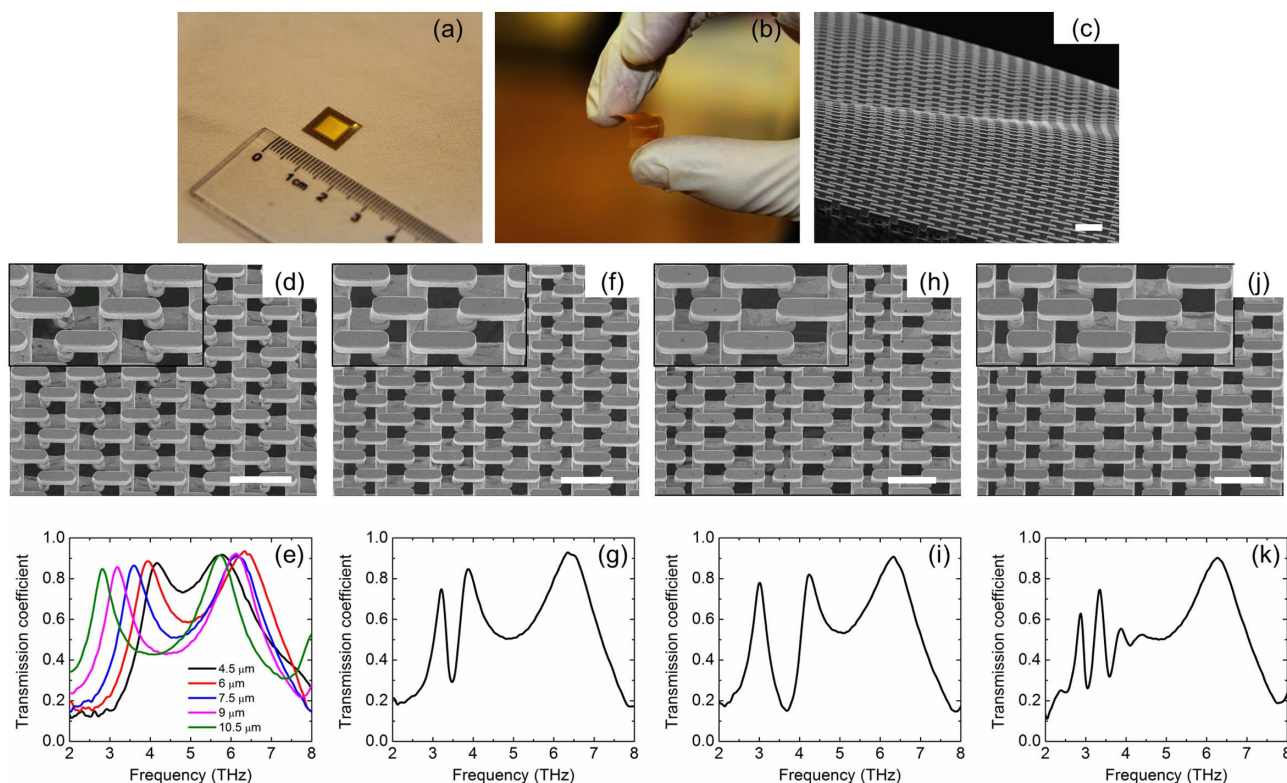 (a)
0
1cm
2
3
4
(b)
(c)
(d)
(f)
(h)
(j)
(e)
Transmission coefficient
1.0
0.8
0.6
0.4
0.2
0.0
4.5 μm
6 μm
7.5 μm
9 μm
10.5 μm
2 3 4 5 6 7 8
Frequency (THz)
(g)
Transmission coefficient
1.0
0.8
0.6
0.4
0.2
0.0
2 3 4 5 6 7 8
Frequency (THz)
(i)
Transmission coefficient
1.0
0.8
0.6
0.4
0.2
0.0
2 3 4 5 6 7 8
Frequency (THz)
(k)
Transmission coefficient
1.0
0.8
0.6
0.4
0.2
0.0
2 3 4 5 6 7 8
Frequency (THz)